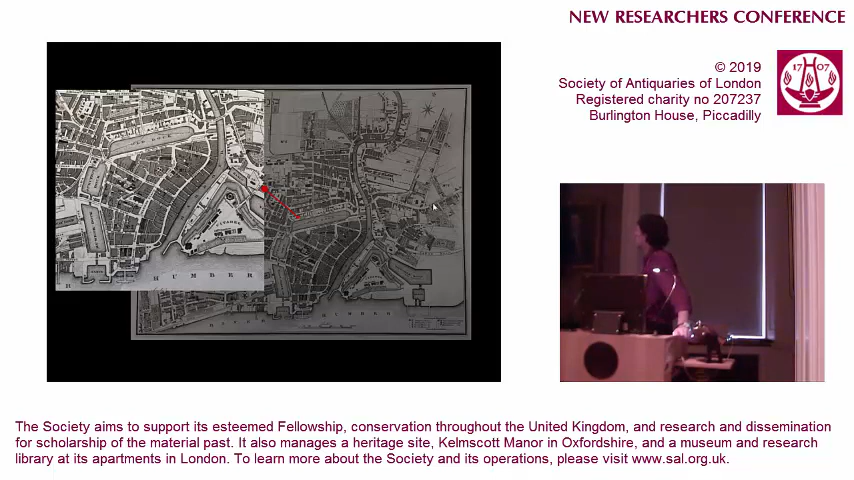 NEW RESEARCHERS CONFERENCE
© 2019
Society of Antiquaries of London
Registered charity no 207237
Burlington House, Piccadilly
17 07
HUMBER
The Society aims to support its esteemed Fellowship, conservation throughout the United Kingdom, and research and dissemination
for scholarship of the material past. It also manages a heritage site, Kelmscott Manor in Oxfordshire, and a museum and research
library at its apartments in London. To learn more about the Society and its operations, please visit www.sal.org.uk.